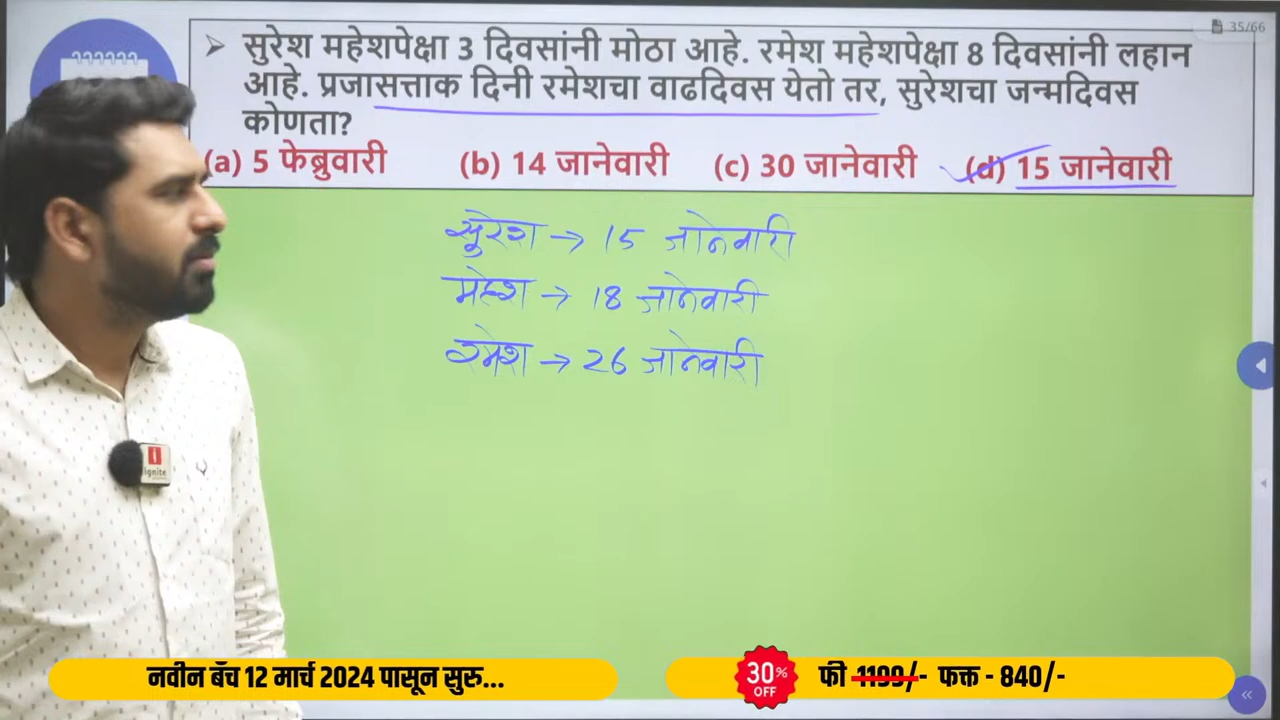 35/66
➤ सुरेश महेशपेक्षा 3 दिवसांनी मोठा आहे. रमेश महेशपेक्षा 8 दिवसांनी लहान
आहे. प्रजासत्ताक दिनी रमेशचा वाढदिवस येतो तर, सुरेशचा जन्मदिवस
कोणता?
(a) 5 फेब्रुवारी (b) 14 जानेवारी (c) 30 जानेवारी (d) 15 जानेवारी
सुरेश → 15 जानेवारी
महेश → 18 जानेवारी
रमेश → 26 जानेवारी
Ignite
नवीन बॅच 12 मार्च 2024 पासून सुरु...
30% OFF
फी 1199/- फक्त - 840/-